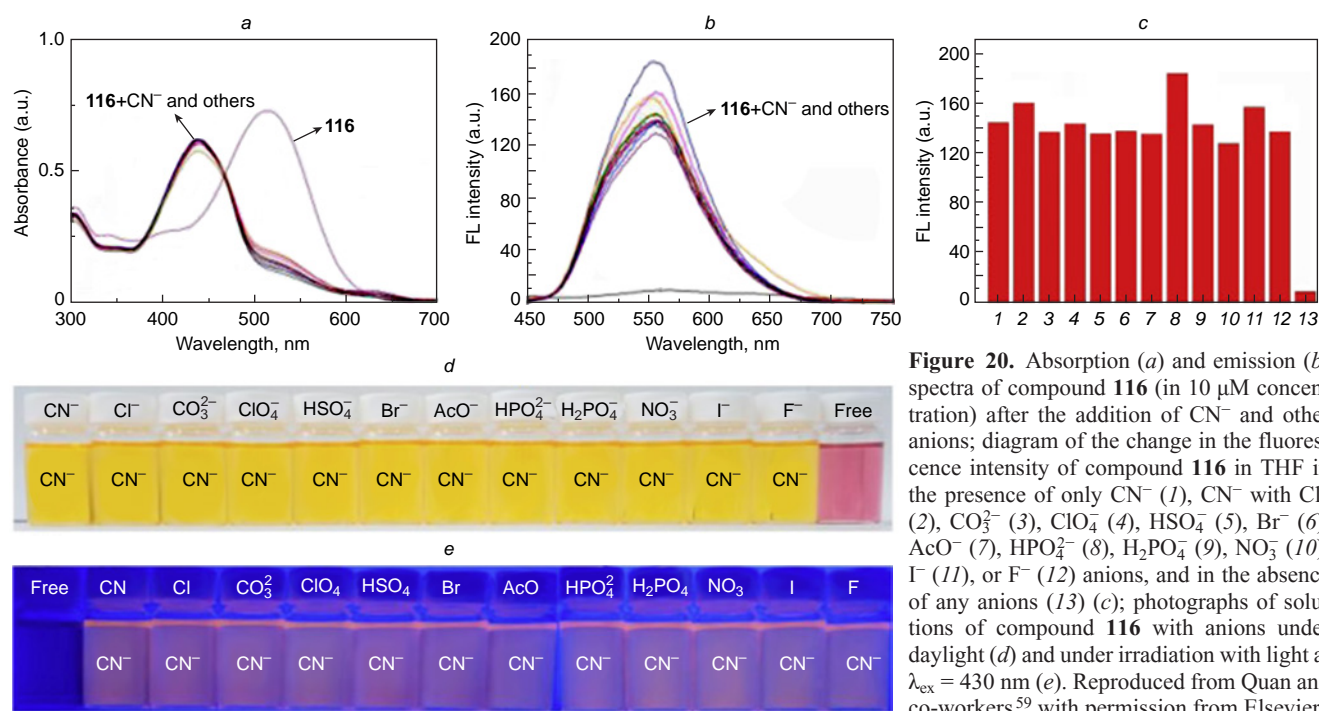 a
1.0
0.5
0
Absorbance (a.u.)
116+CN⁻ and others
116
300 400 500 600 700
Wavelength, nm
b
200
160
120
80
40
0
FL intensity (a.u.)
116+CN⁻ and others
450 500 550 600 650 700 750
Wavelength, nm
c
200
160
120
80
40
0
FL intensity (a.u.)
1 2 3 4 5 6 7 8 9 10 11 12 13
d
CN⁻ Cl⁻ CO₃²⁻ ClO₄⁻ HSO₄⁻ Br⁻ AcO⁻ HPO₄²⁻ H₂PO₄⁻ NO₃⁻ I⁻ F⁻ Free
CN⁻ CN⁻ CN⁻ CN⁻ CN⁻ CN⁻ CN⁻ CN⁻ CN⁻ CN⁻ CN⁻ CN⁻
e
Free CN Cl CO₃² ClO₄ HSO₄ Br AcO HPO₄² H₂PO₄ NO₃ I F
CN⁻ CN⁻ CN⁻ CN⁻ CN⁻ CN⁻ CN⁻ CN⁻ CN⁻ CN⁻ CN⁻ CN⁻
Figure 20. Absorption (a) and emission (b
spectra of compound 116 (in 10 μM concen
tration) after the addition of CN⁻ and othe
anions; diagram of the change in the fluores
cence intensity of compound 116 in THF i
the presence of only CN⁻ (1), CN⁻ with Cl
(2), CO₃²⁻ (3), ClO₄⁻ (4), HSO₄⁻ (5), Br⁻ (6
AcO⁻ (7), HPO₄²⁻ (8), H₂PO₄⁻ (9), NO₃⁻ (10
I⁻ (11), or F⁻ (12) anions, and in the absenc
of any anions (13) (c); photographs of solu
tions of compound 116 with anions unde
daylight (d) and under irradiation with light a
λex = 430 nm (e). Reproduced from Quan an
co-workers⁵⁹ with permission from Elsevier